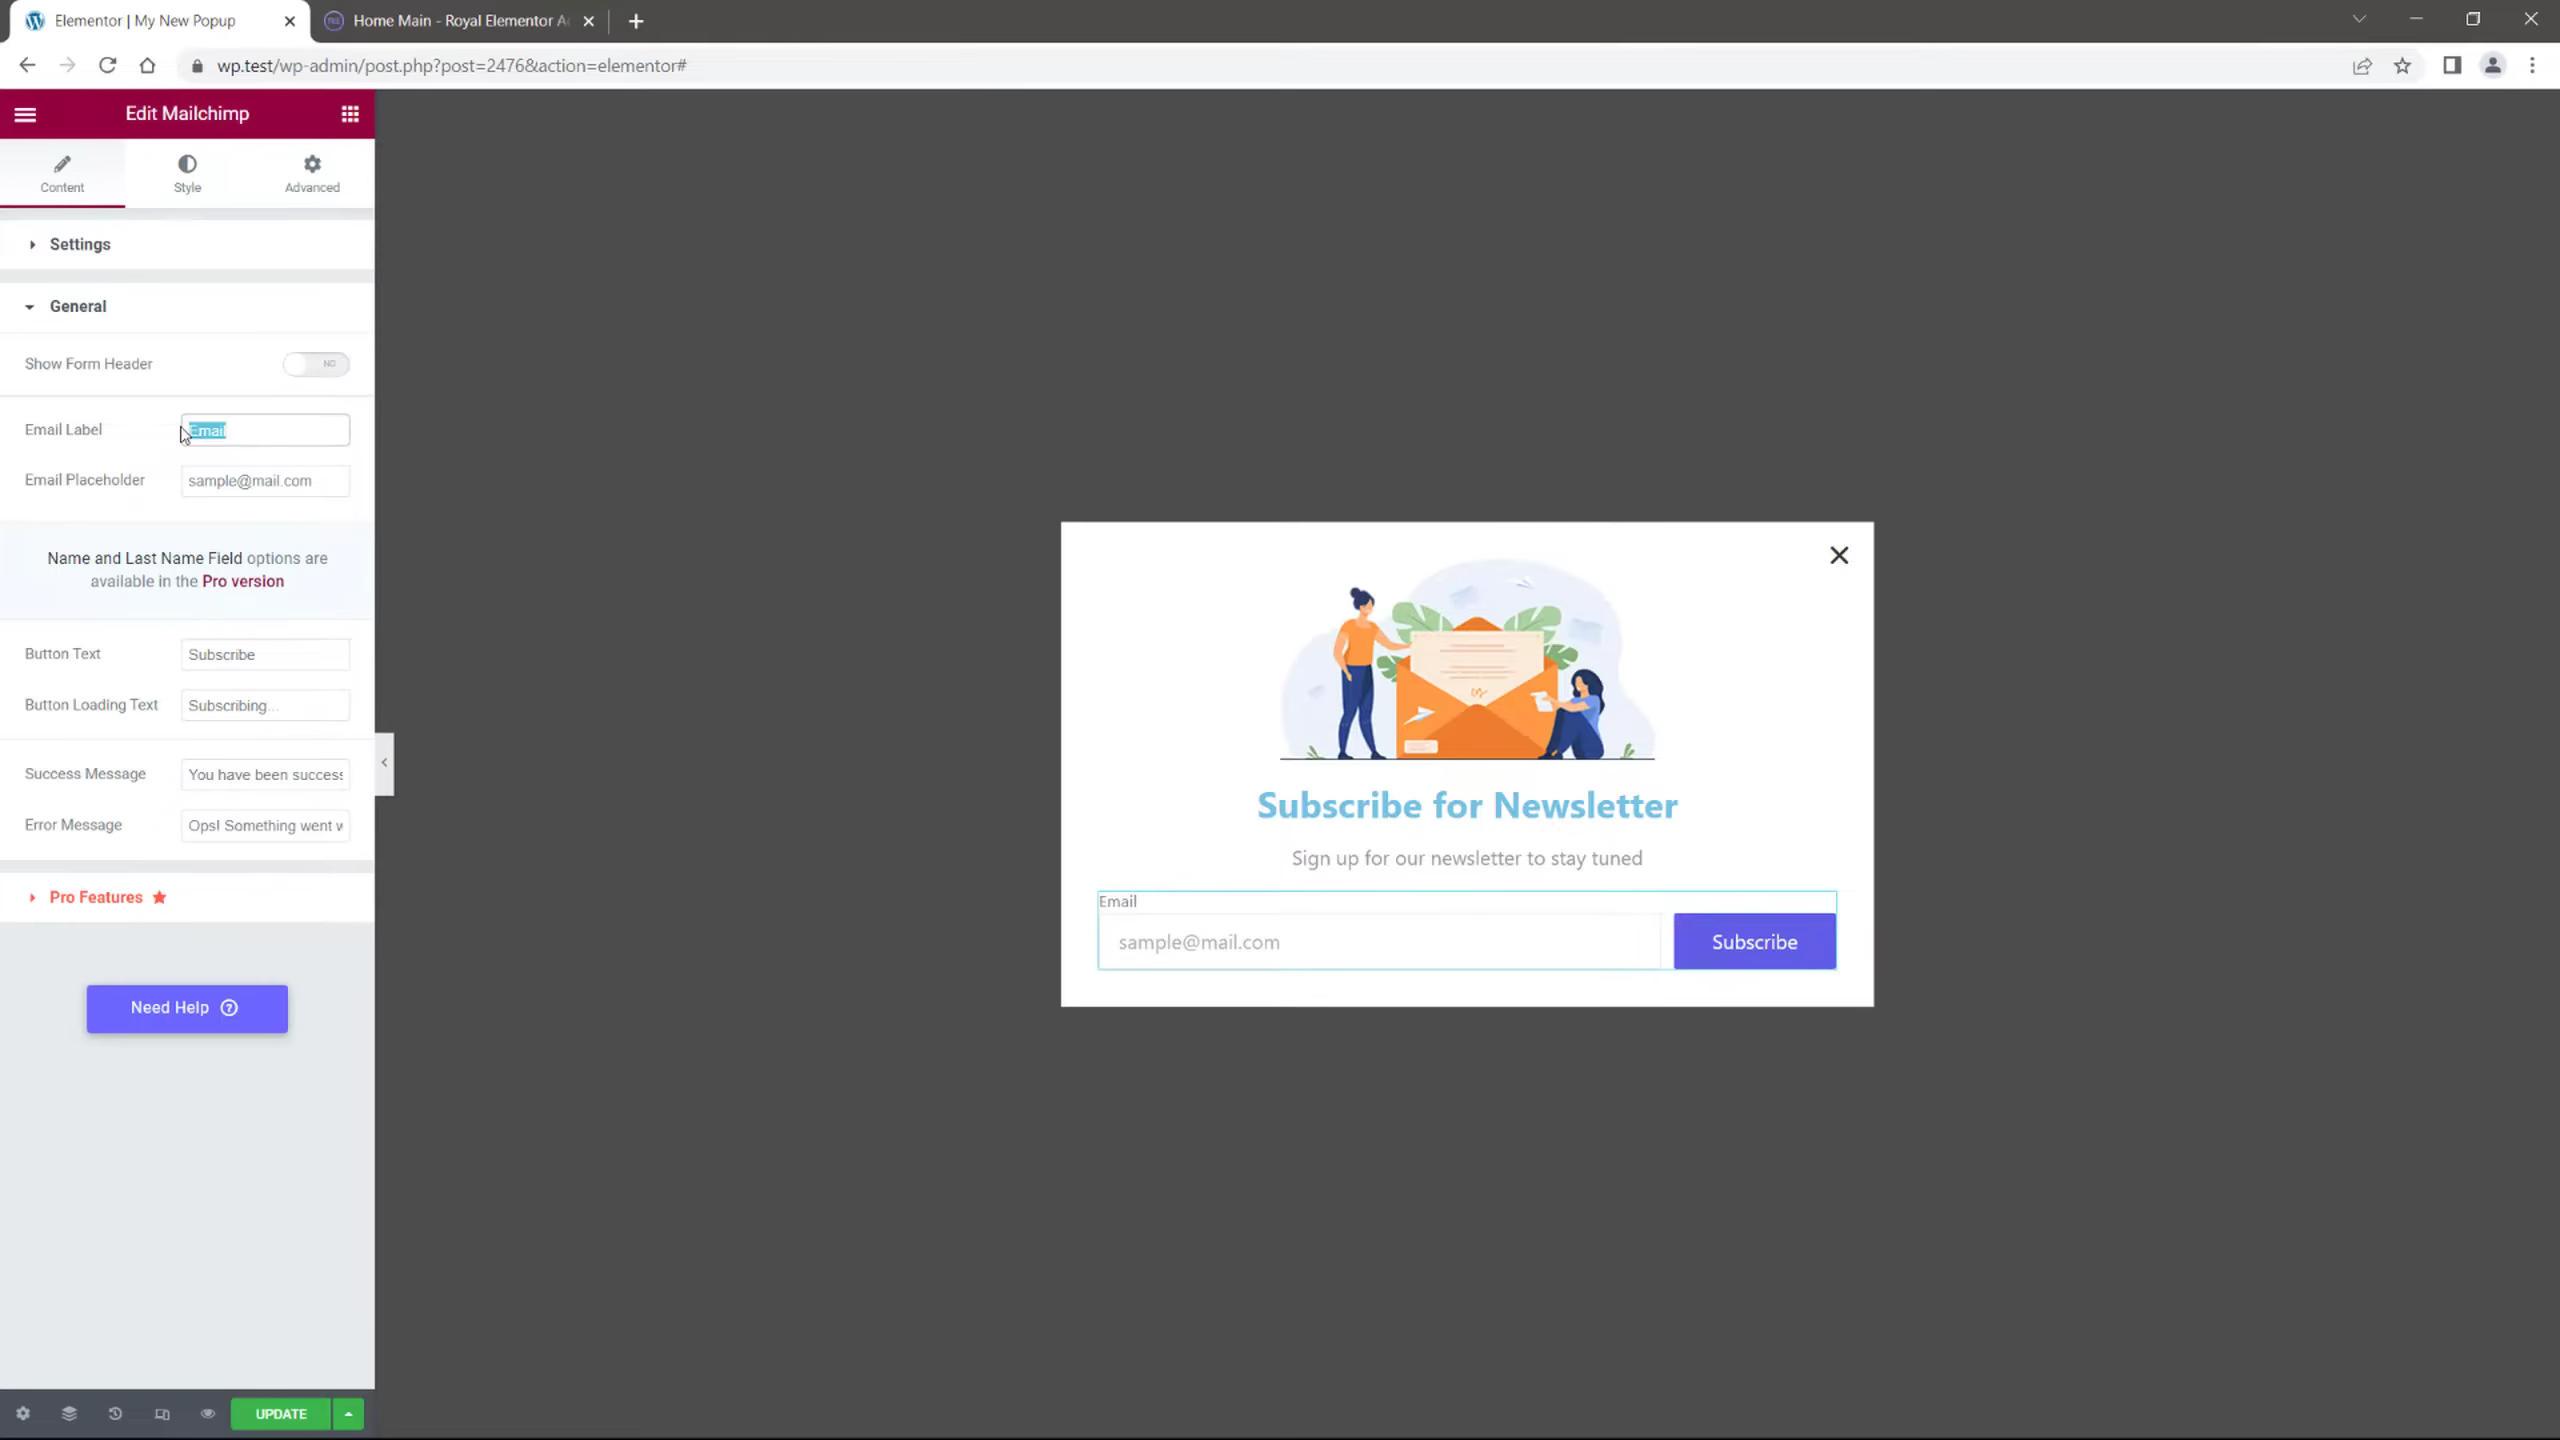 Elementor | My New Popup
Home Main - Royal Elementor A
wp.test/wp-admin/post.php?post=2476&action=elementor#
Edit Mailchimp
Content
Style
Advanced
Settings
General
Show Form Header
NO
Email Label
Email
Email Placeholder
sample@mail.com
Name and Last Name Field options are
available in the Pro version
Button Text
Subscribe
Button Loading Text
Subscribing...
Success Message
You have been success
Error Message
Ops! Something went w
Pro Features
Need Help
UPDATE
Subscribe for Newsletter
Sign up for our newsletter to stay tuned
Email
sample@mail.com
Subscribe